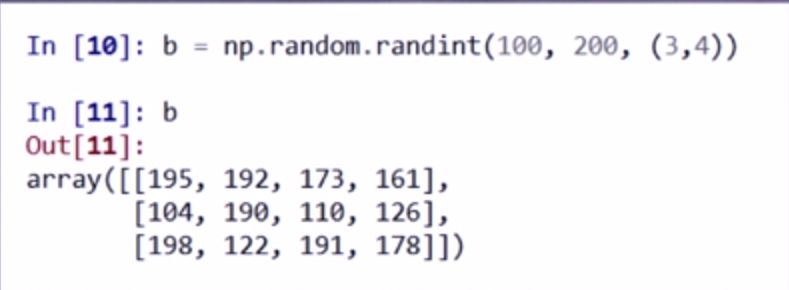 In [10]: b = np.random.randint(100, 200, (3,4))
In [11]: b
Out[11]:
array([[195, 192, 173, 161],
[104, 190, 110, 126],
[198, 122, 191, 178]])